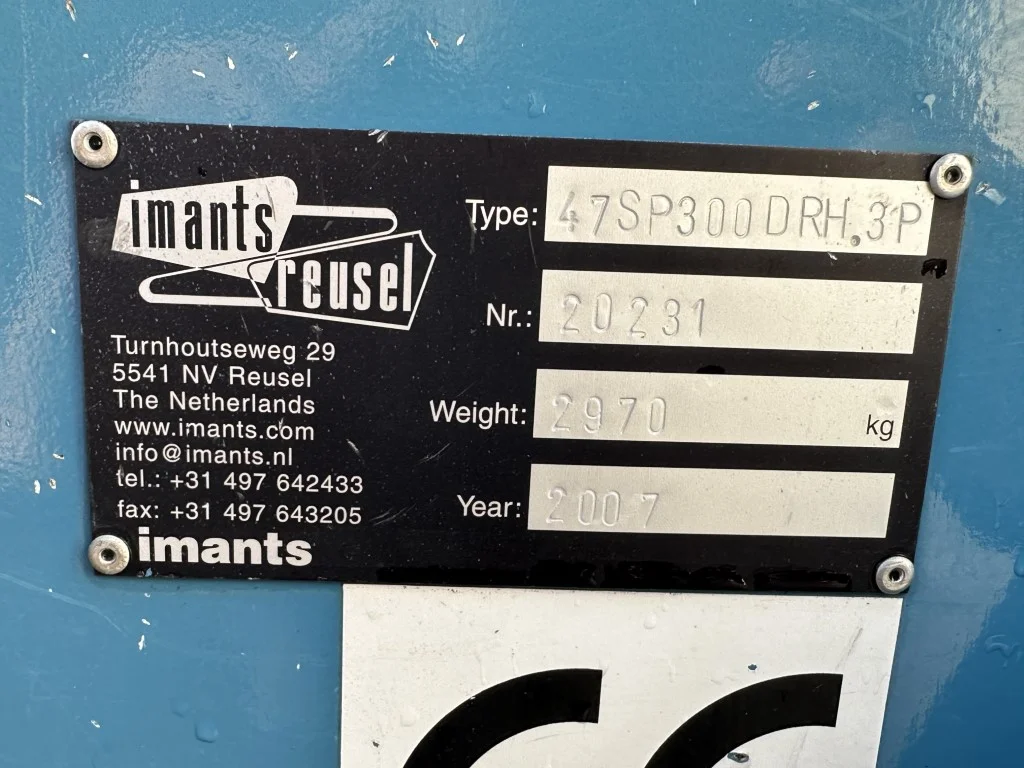 imants
reusel
Turnhoutseweg 29
5541 NV Reusel
The Netherlands
www.imants.com
info@imants.nl
tel.: +31 497 642433
fax: +31 497 643205
imants
Type: 47SP300DRH.3P
Nr.: 20231
Weight: 2970 kg
Year: 2007
CE